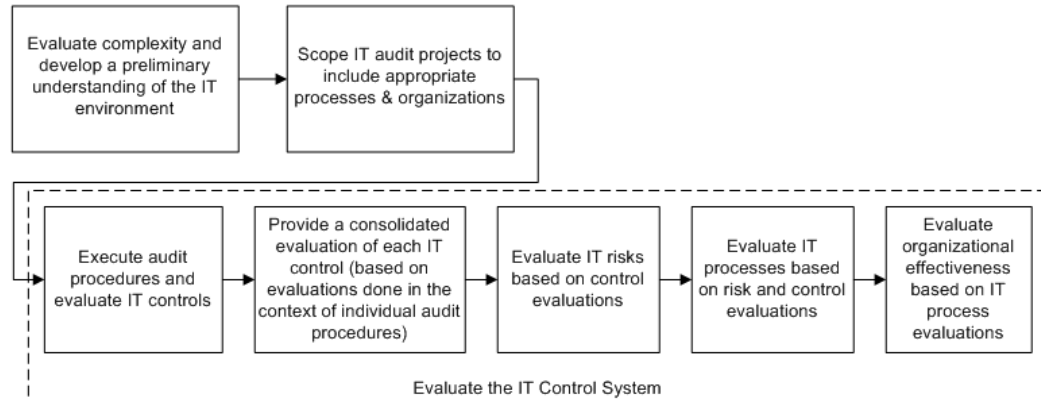 Evaluate complexity and
develop a preliminary
understanding of the IT
environment
Scope IT audit projects to
include appropriate
processes & organizations
Execute audit
procedures and
evaluate IT controls
Provide a consolidated
evaluation of each IT
control (based on
evaluations done in the
context of individual audit
procedures)
Evaluate IT risks
based on control
evaluations
Evaluate IT
processes based
on risk and control
evaluations
Evaluate
organizational
effectiveness
based on IT
process
evaluations
Evaluate the IT Control System